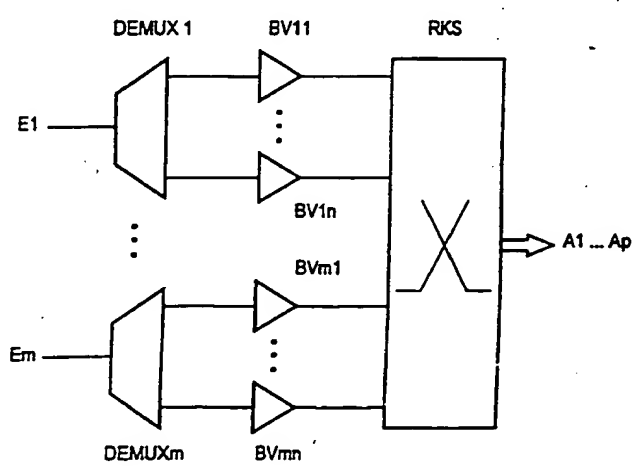 DEMUX 1 BV11 RKS
E1
BV1n
A1 ... Ap
BVm1
Em
DEMUXm BVmn